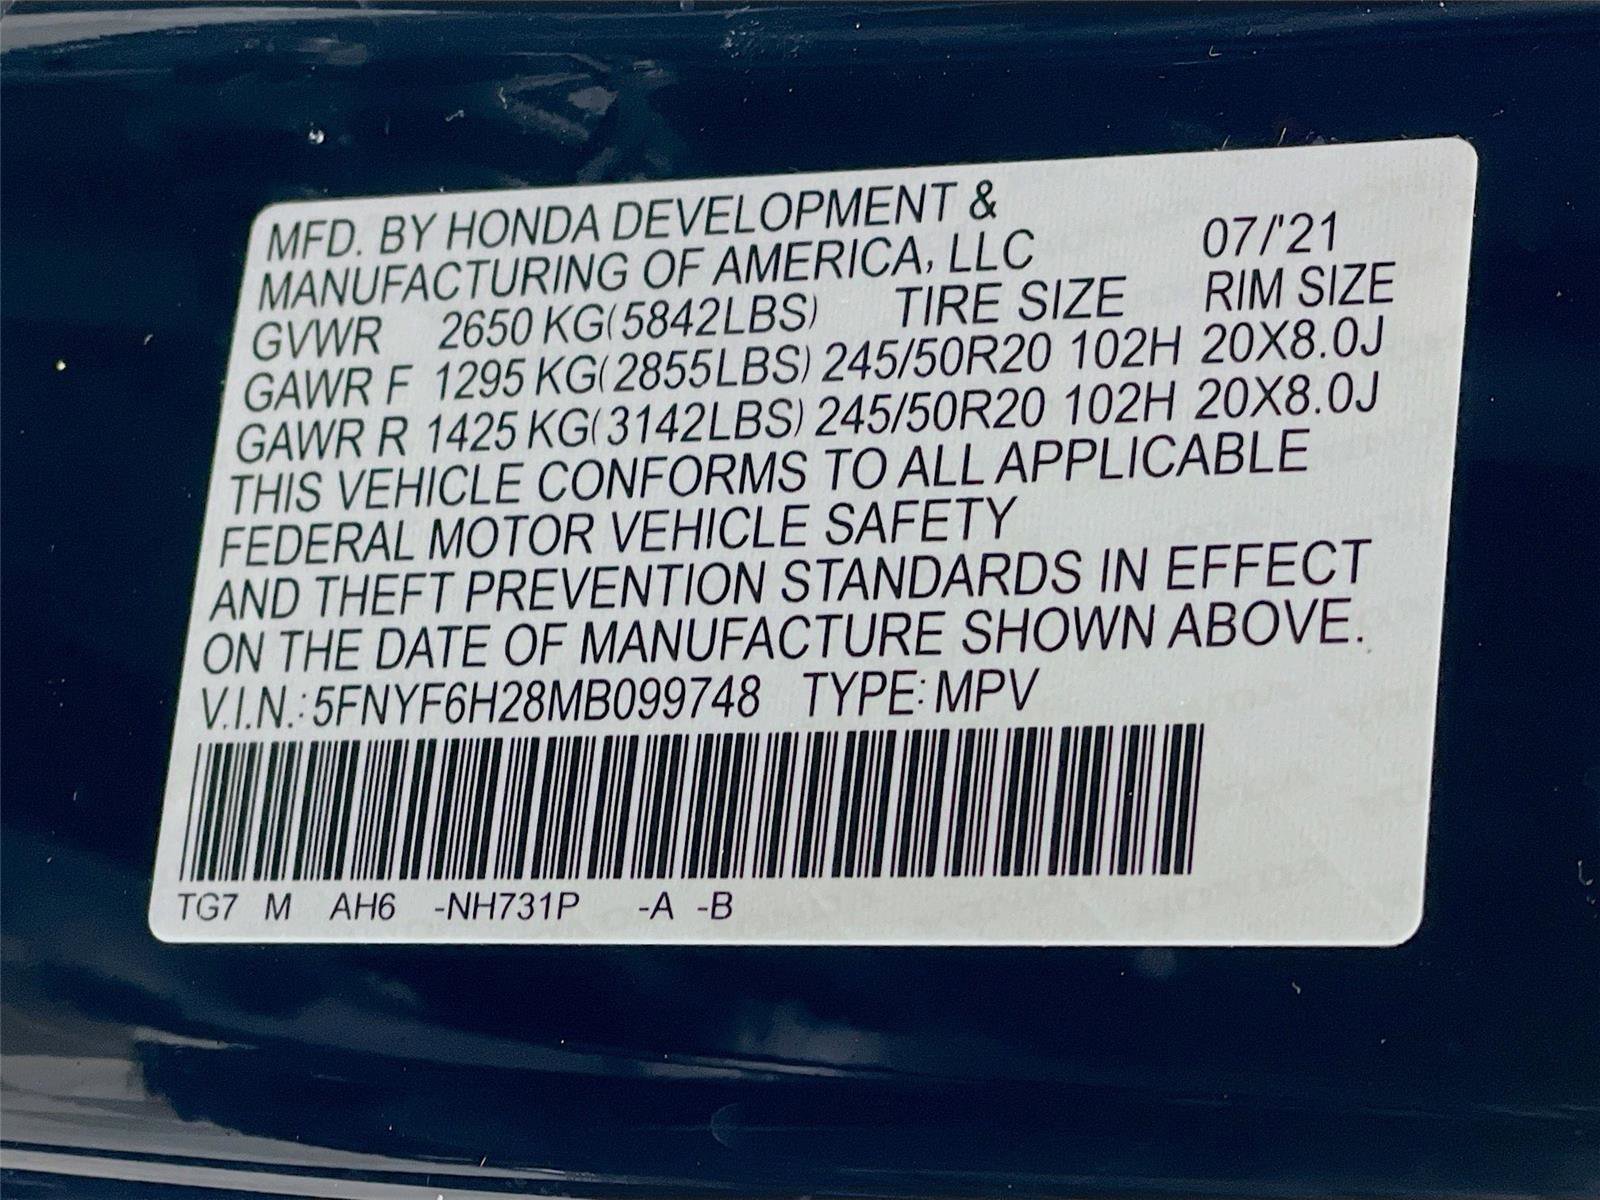 MFD. BY HONDA DEVELOPMENT &
MANUFACTURING OF AMERICA, LLC 07/'21
GVWR 2650 KG(5842LBS) TIRE SIZE RIM SIZE
GAWR F 1295 KG(2855LBS) 245/50R20 102H 20X8.0J
GAWR R 1425 KG(3142LBS) 245/50R20 102H 20X8.0J
THIS VEHICLE CONFORMS TO ALL APPLICABLE
FEDERAL MOTOR VEHICLE SAFETY
AND THEFT PREVENTION STANDARDS IN EFFECT
ON THE DATE OF MANUFACTURE SHOWN ABOVE.
V.I.N.: 5FNYF6H28MB099748 TYPE: MPV
TG7 M AH6 -NH731P -A -B